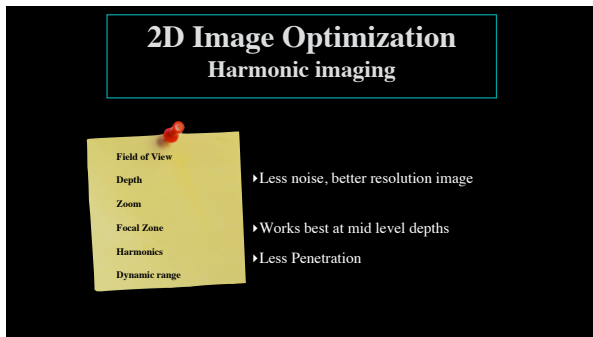 2D Image Optimization
Harmonic imaging
Field of View
Depth
Zoom
Focal Zone
Harmonics
Dynamic range
Less noise, better resolution image
Works best at mid level depths
Less Penetration